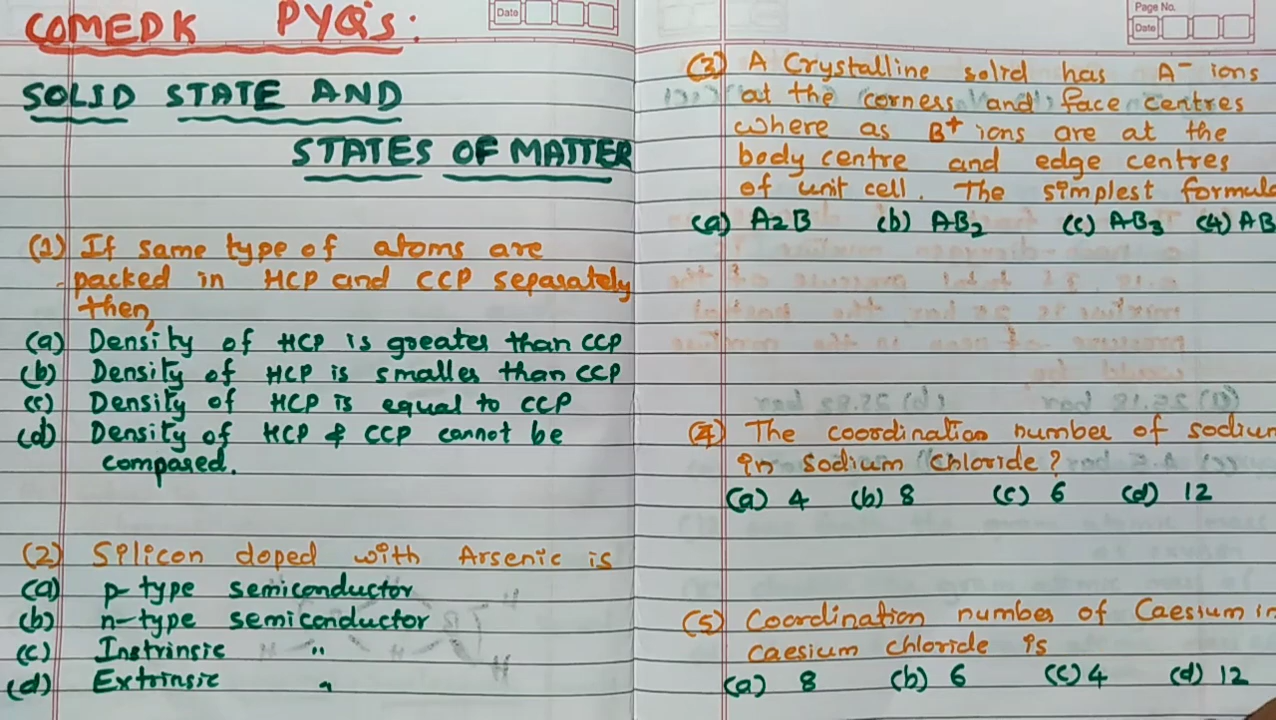 COMEDK PYQ's:
Date
SOLID STATE AND
STATES OF MATTER
(1) If same type of atoms are
packed in HCP and CCP separately
then,
(a) Density of HCP is greater than CCP
(b) Density of HCP is smaller than CCP
(c) Density of HCP is equal to CCP
(d) Density of HCP & CCP cannot be
compared.
(2) Silicon doped with Arsenic is
(a) p-type semiconductor
(b) n-type semiconductor
(c) Instrinsic "
(d) Extrinsic "
Page No.
Date
(3) A Crystalline solid has A⁻ ions
at the corness and face centres
where as B⁺ ions are at the
body centre and edge centres
of unit cell. The simplest formula
(a) A2B (b) AB2 (c) AB3 (4) AB
(4) The coordination number of sodium
in sodium chloride?
(a) 4 (b) 8 (c) 6 (d) 12
(5) Coordination number of Caesium in
caesium chloride is
(a) 8 (b) 6 (c) 4 (d) 12